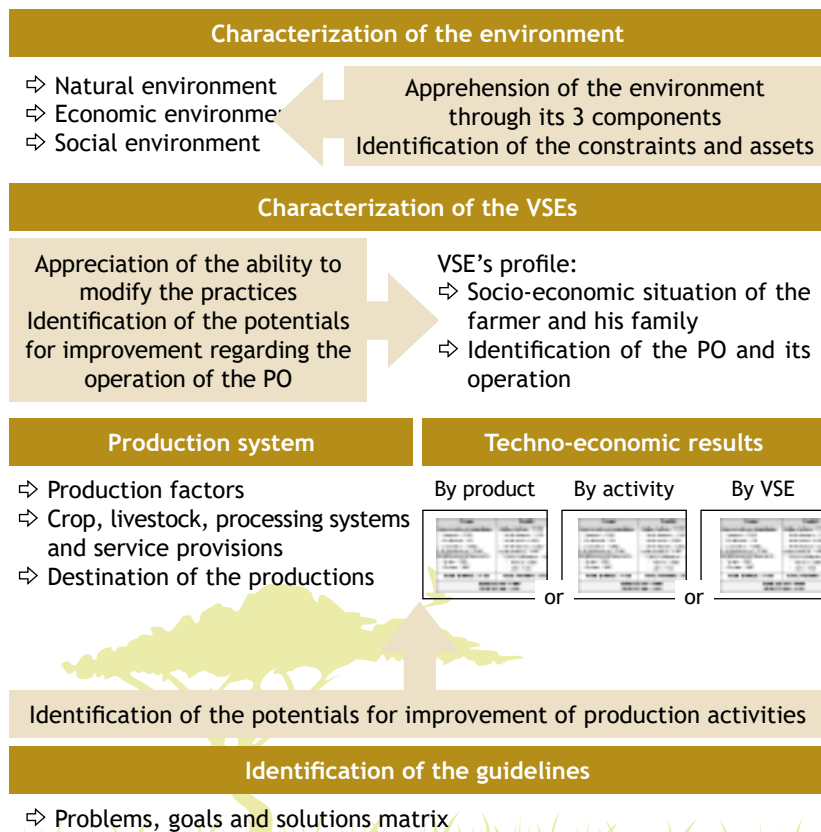 Characterization of the environment
⇨ Natural environment
⇨ Economic environme
⇨ Social environment
Apprehension of the environment
through its 3 components
Identification of the constraints and assets
Characterization of the VSEs
Appreciation of the ability to
modify the practices
Identification of the potentials
for improvement regarding the
operation of the PO
VSE's profile:
⇨ Socio-economic situation of the
farmer and his family
⇨ Identification of the PO and its
operation
Production system
⇨ Production factors
⇨ Crop, livestock, processing systems
and service provisions
⇨ Destination of the productions
Techno-economic results
By product By activity By VSE
or or
Identification of the potentials for improvement of production activities
Identification of the guidelines
⇨ Problems, goals and solutions matrix